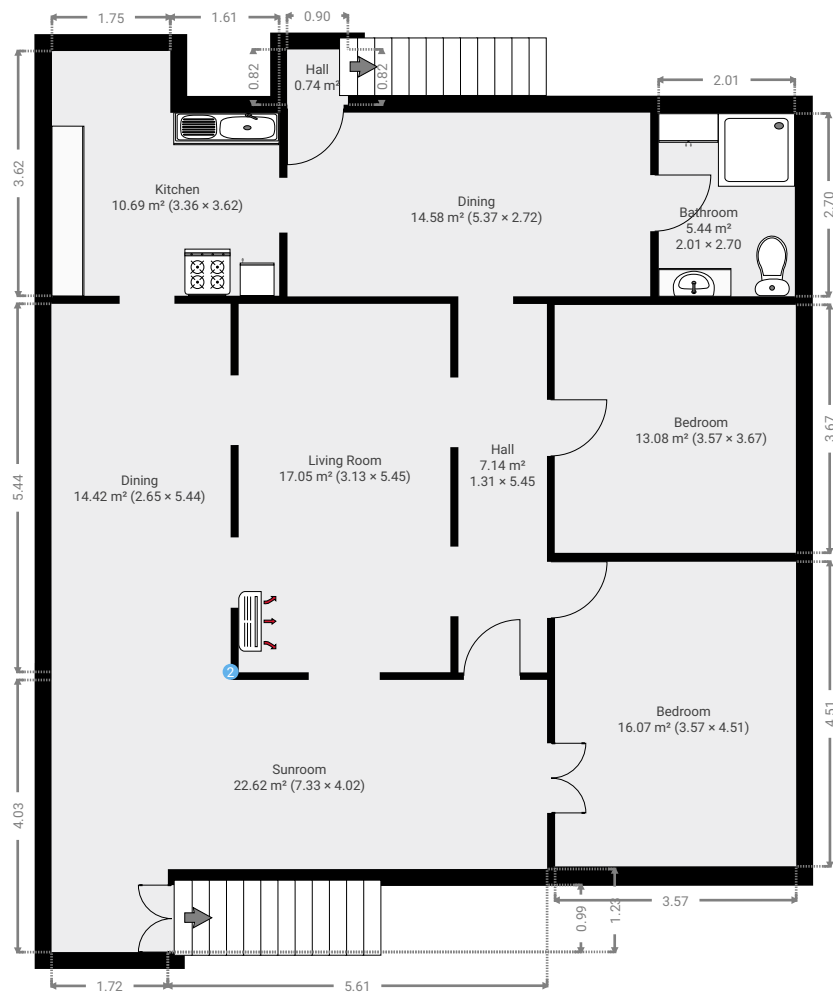 1.75
1.61
0.90
0.82
Hall
0.74 m²
0.82
2.01
3.62
Kitchen
10.69 m² (3.36 × 3.62)
Dining
14.58 m² (5.37 × 2.72)
Bathroom
5.44 m²
2.01 × 2.70
2.70
5.44
Dining
14.42 m² (2.65 × 5.44)
Living Room
17.05 m² (3.13 × 5.45)
Hall
7.14 m²
1.31 × 5.45
Bedroom
13.08 m² (3.57 × 3.67)
3.67
2
4.03
Sunroom
22.62 m² (7.33 × 4.02)
Bedroom
16.07 m² (3.57 × 4.51)
4.51
0.99
1.23
3.57
1.72
5.61